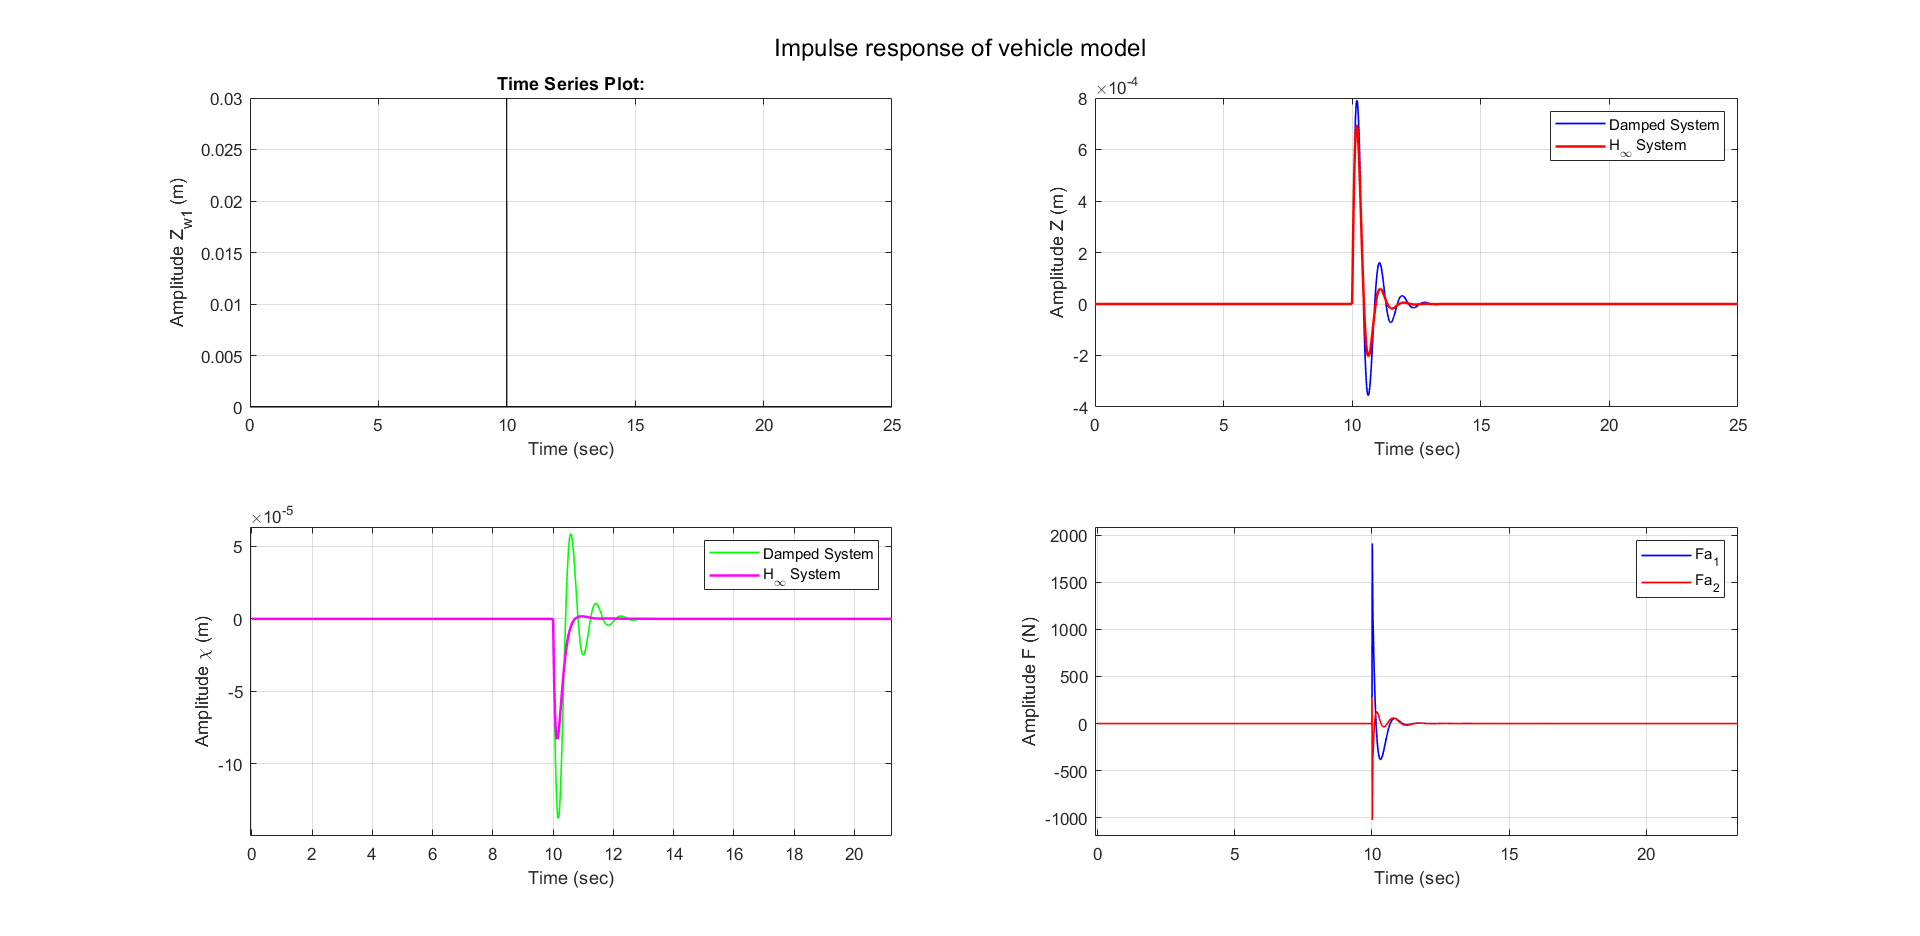 Impulse response of vehicle model
Time Series Plot:
0.03
0.025
0.02
0.015
0.01
0.005
0
Amplitude Z_w1 (m)
0 5 10 15 20 25
Time (sec)
×10^-4
8
6
4
2
0
-2
-4
Amplitude Z (m)
Damped System
H_∞ System
0 5 10 15 20 25
Time (sec)
×10^-5
5
0
-5
-10
Amplitude χ (m)
Damped System
H_∞ System
0 2 4 6 8 10 12 14 16 18 20
Time (sec)
2000
1500
1000
500
0
-500
-1000
Amplitude F (N)
Fa_1
Fa_2
0 5 10 15 20
Time (sec)